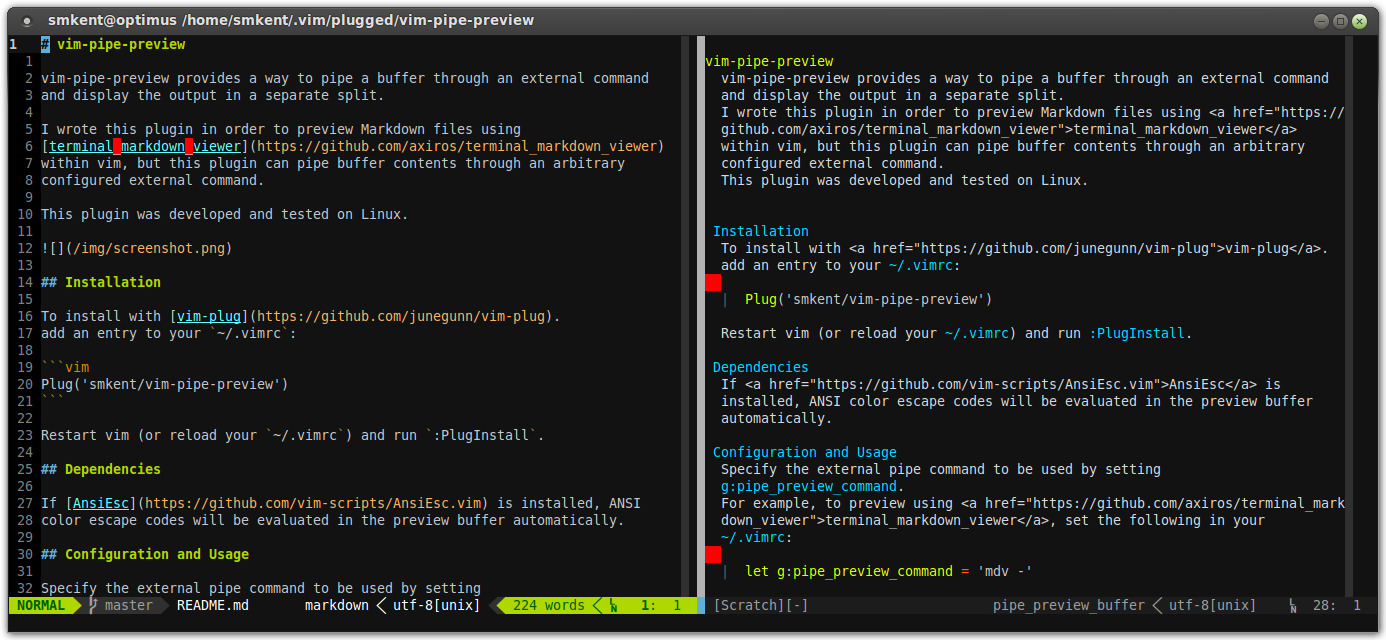 smkent@optimus /home/smkent/.vim/plugged/vim-pipe-preview
1 # vim-pipe-preview
1
2 vim-pipe-preview provides a way to pipe a buffer through an external command
3 and display the output in a separate split.
4
5 I wrote this plugin in order to preview Markdown files using
6 [terminal_markdown_viewer](https://github.com/axiros/terminal_markdown_viewer)
7 within vim, but this plugin can pipe buffer contents through an arbitrary
8 configured external command.
9
10 This plugin was developed and tested on Linux.
11
12 ![](/img/screenshot.png)
13
14 ## Installation
15
16 To install with [vim-plug](https://github.com/junegunn/vim-plug).
17 add an entry to your `~/.vimrc`:
18
19 ```vim
20 Plug('smkent/vim-pipe-preview')
21 ```
22
23 Restart vim (or reload your `~/.vimrc`) and run `:PlugInstall`.
24
25 ## Dependencies
26
27 If [AnsiEsc](https://github.com/vim-scripts/AnsiEsc.vim) is installed, ANSI
28 color escape codes will be evaluated in the preview buffer automatically.
29
30 ## Configuration and Usage
31
32 Specify the external pipe command to be used by setting
NORMAL master README.md markdown utf-8[unix] 224 words LN 1: 1
vim-pipe-preview
vim-pipe-preview provides a way to pipe a buffer through an external command
and display the output in a separate split.
I wrote this plugin in order to preview Markdown files using <a href="https://
github.com/axiros/terminal_markdown_viewer">terminal_markdown_viewer</a>
within vim, but this plugin can pipe buffer contents through an arbitrary
configured external command.
This plugin was developed and tested on Linux.
Installation
To install with <a href="https://github.com/junegunn/vim-plug">vim-plug</a>.
add an entry to your ~/.vimrc:
| Plug('smkent/vim-pipe-preview')
Restart vim (or reload your ~/.vimrc) and run :PlugInstall.
Dependencies
If <a href="https://github.com/vim-scripts/AnsiEsc.vim">AnsiEsc</a> is
installed, ANSI color escape codes will be evaluated in the preview buffer
automatically.
Configuration and Usage
Specify the external pipe command to be used by setting
g:pipe_preview_command.
For example, to preview using <a href="https://github.com/axiros/terminal_mark
down_viewer">terminal_markdown_viewer</a>, set the following in your
~/.vimrc:
| let g:pipe_preview_command = 'mdv -'
[Scratch][-] pipe_preview_buffer utf-8[unix] LN 28: 1